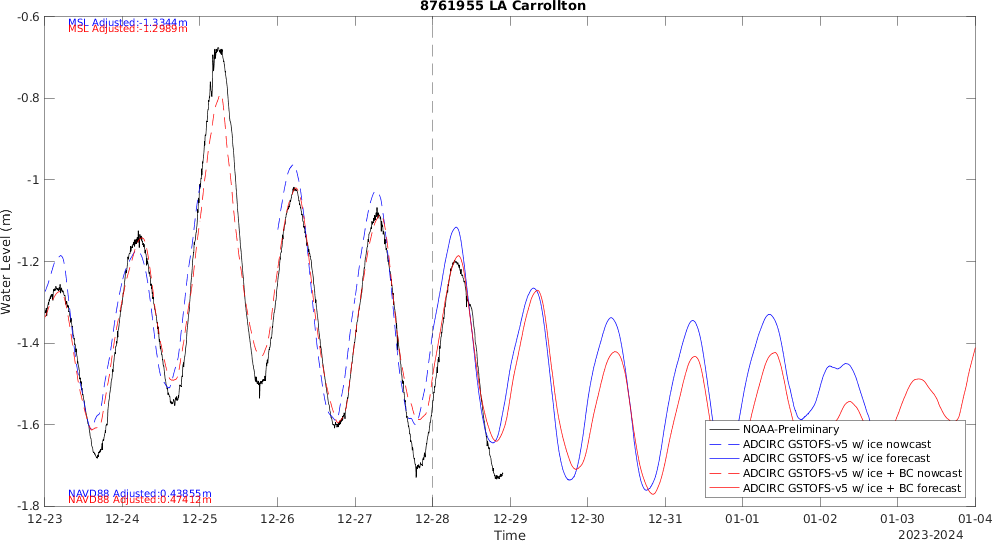 8761955 LA Carrollton
MSL Adjusted:-1.3344m
MSL Adjusted:-1.2989m
Water Level (m)
-0.6
-0.8
-1
-1.2
-1.4
-1.6
-1.8
NOAA-Preliminary
ADCIRC GSTOFS-v5 w/ ice nowcast
ADCIRC GSTOFS-v5 w/ ice forecast
ADCIRC GSTOFS-v5 w/ ice + BC nowcast
ADCIRC GSTOFS-v5 w/ ice + BC forecast
NAVD88 Adjusted:0.43855m
NAVD88 Adjusted:0.47412m
12-23 12-24 12-25 12-26 12-27 12-28 12-29 12-30 12-31 01-01 01-02 01-03 01-04
Time
2023-2024